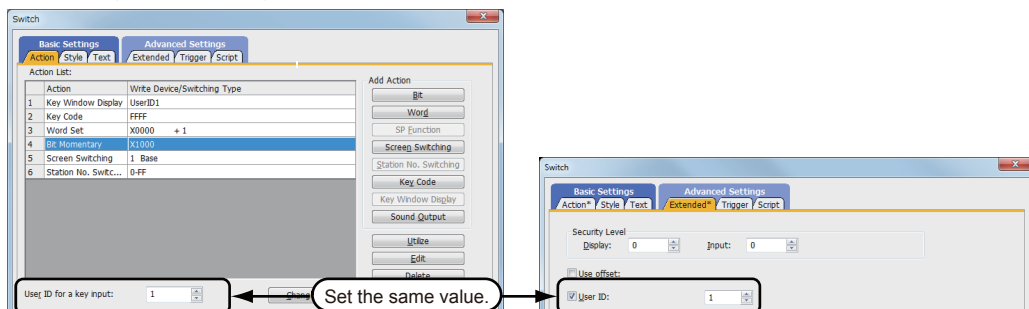 Switch
Basic Settings
Advanced Settings
Action Style Text Extended Trigger Script
Action List:
Action Write Device/Switching Type
1 Key Window Display UserID1
2 Key Code FFFF
3 Word Set X0000 + 1
4 Bit Momentary X1000
5 Screen Switching 1 Base
6 Station No. Switc... 0-FF
Add Action
Bit
Word
SP Function
Screen Switching
Station No. Switching
Key Code
Key Window Display
Sound Output
Utilize
Edit
Delete
User ID for a key input: 1
Set the same value.
Switch
Basic Settings
Advanced Settings
Action* Style Text Extended* Trigger Script
Security Level
Display: 0 Input: 0
Use offset:
User ID: 1